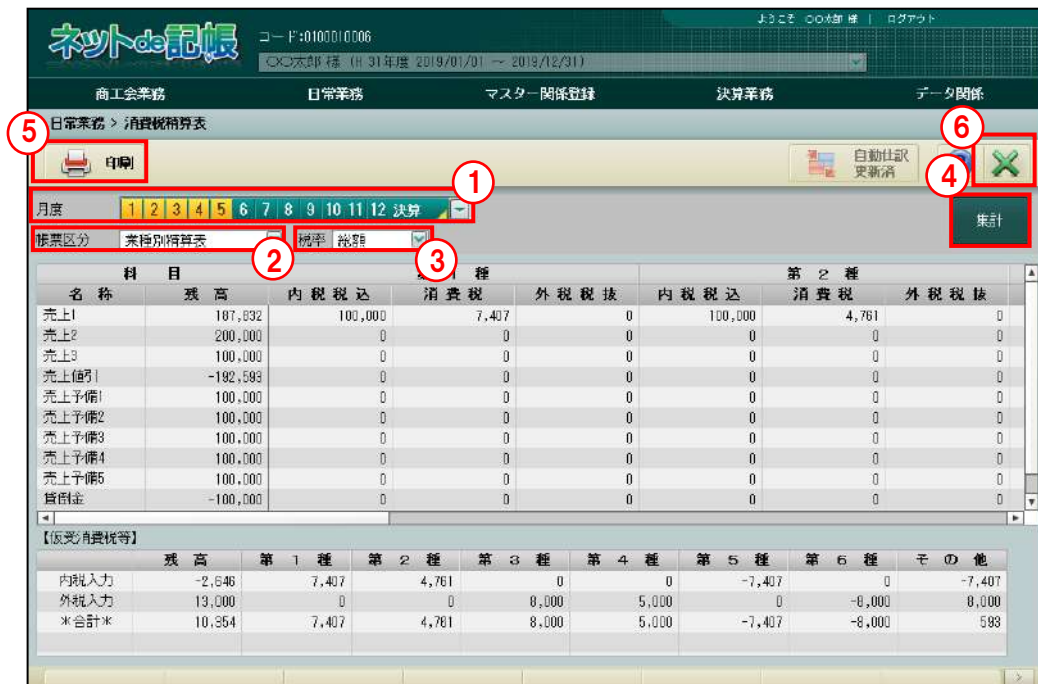 ようこそ ○○太郎 様 | ログアウト
ネットde記帳
コード:0100010006
○○太郎 様 (H 31年度 2019/01/01 ～ 2019/12/31)
商工会業務 日常業務 マスター関係登録 決算業務 データ関係
日常業務 > 消費税精算表
⑤ ⑥
印刷 自動仕訳
更新済
① ④
月度 1 2 3 4 5 6 7 8 9 10 11 12 決算 集計
帳票区分 業種別精算表 税率 総額
② ③
科 目 種 第 2 種
名 称 残 高 内 税 税 込 消 費 税 外 税 税 抜 内 税 税 込 消 費 税 外 税 税 抜
売上1 187,832 100,000 7,407 0 100,000 4,761 0
売上2 200,000 0 0 0 0 0 0
売上3 100,000 0 0 0 0 0 0
売上値引 -192,593 0 0 0 0 0 0
売上予備1 100,000 0 0 0 0 0 0
売上予備2 100,000 0 0 0 0 0 0
売上予備3 100,000 0 0 0 0 0 0
売上予備4 100,000 0 0 0 0 0 0
売上予備5 100,000 0 0 0 0 0 0
貸倒金 -100,000 0 0 0 0 0 0
【仮受消費税等】
残 高 第 1 種 第 2 種 第 3 種 第 4 種 第 5 種 第 6 種 そ の 他
内税入力 -2,646 7,407 4,761 0 0 -7,407 0 -7,407
外税入力 13,000 0 0 8,000 5,000 0 -8,000 8,000
*合計* 10,354 7,407 4,761 8,000 5,000 -7,407 -8,000 593